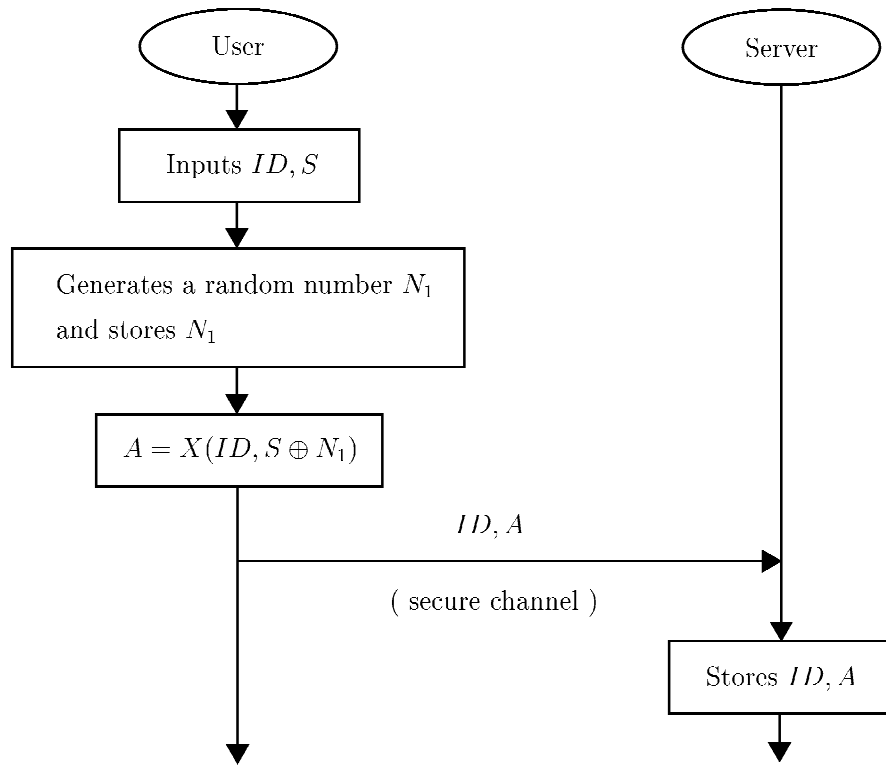 User
Server
Inputs ID, S
Generates a random number N₁
and stores N₁
A = X(ID, S ⊕ N₁)
ID, A
( secure channel )
Stores ID, A